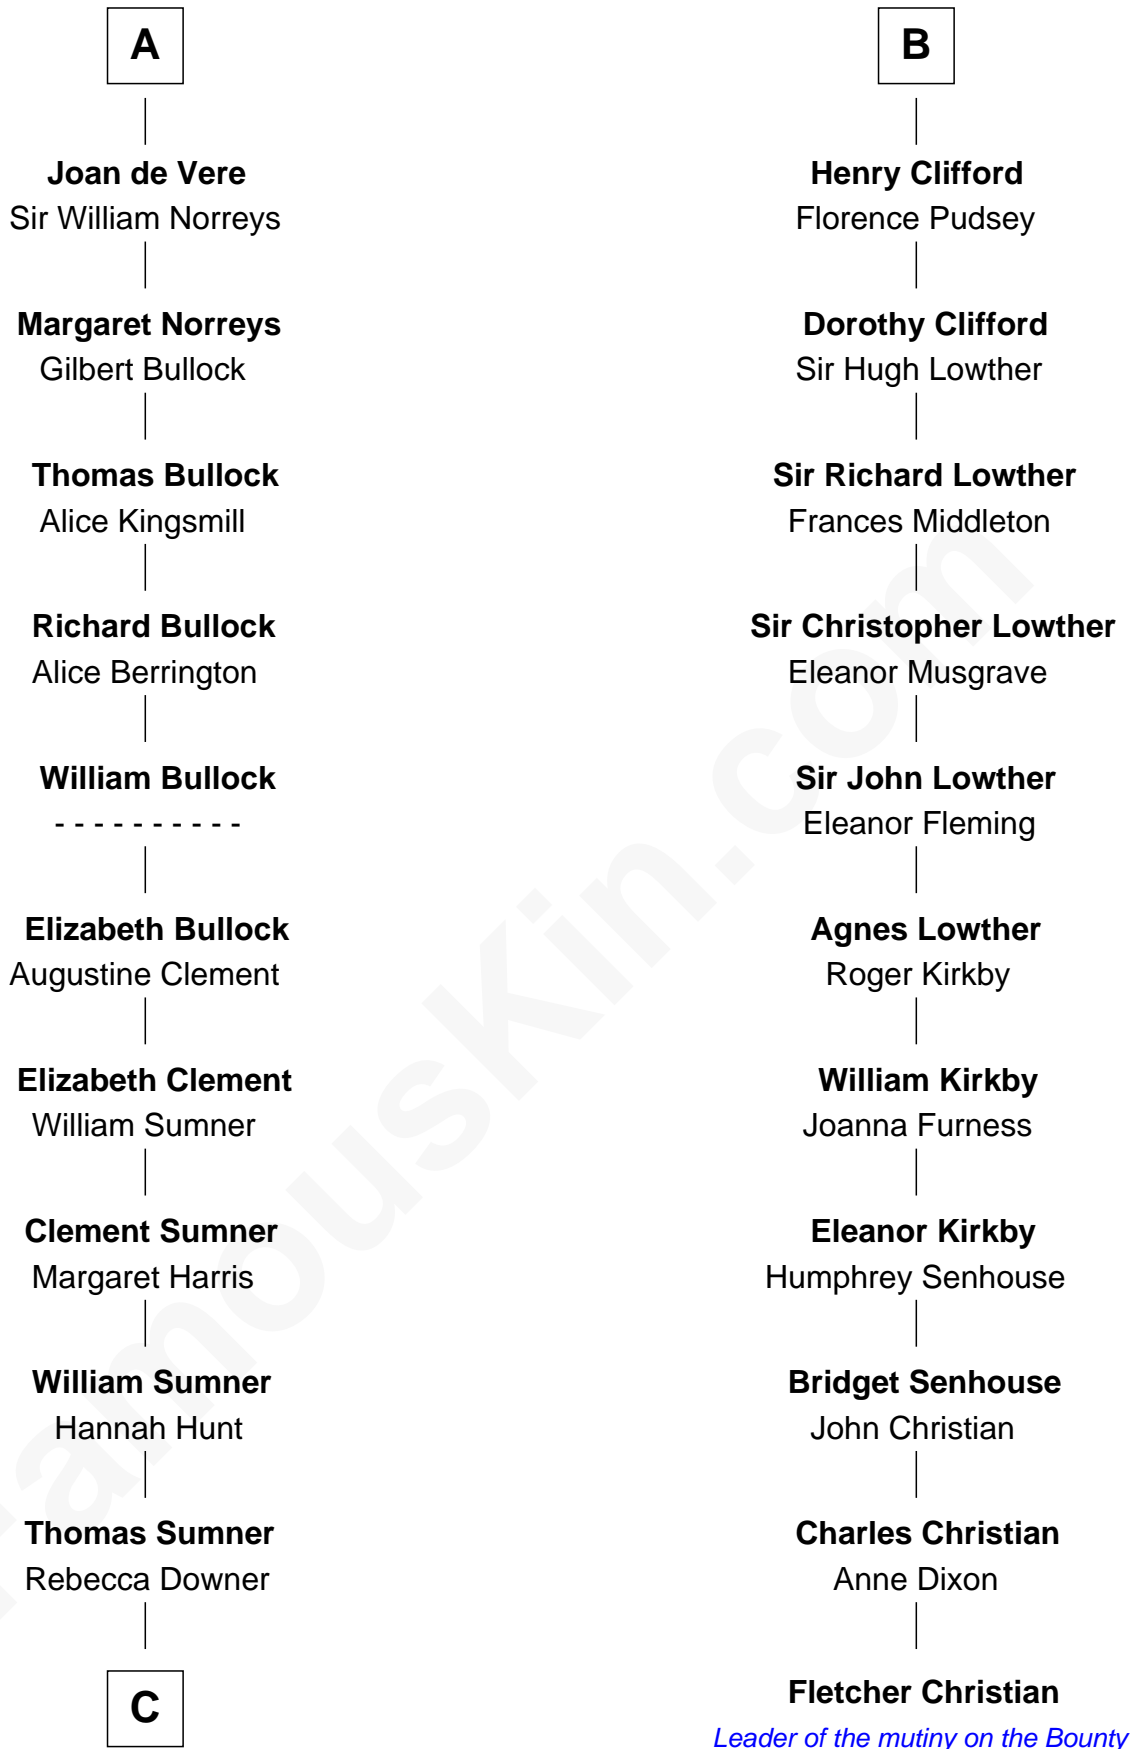 A
Joan de Vere
Sir William Norreys
Margaret Norreys
Gilbert Bullock
Thomas Bullock
Alice Kingsmill
Richard Bullock
Alice Berrington
William Bullock
- - - - - - - - - -
Elizabeth Bullock
Augustine Clement
Elizabeth Clement
William Sumner
Clement Sumner
Margaret Harris
William Sumner
Hannah Hunt
Thomas Sumner
Rebecca Downer
C
B
Henry Clifford
Florence Pudsey
Dorothy Clifford
Sir Hugh Lowther
Sir Richard Lowther
Frances Middleton
Sir Christopher Lowther
Eleanor Musgrave
Sir John Lowther
Eleanor Fleming
Agnes Lowther
Roger Kirkby
William Kirkby
Joanna Furness
Eleanor Kirkby
Humphrey Senhouse
Bridget Senhouse
John Christian
Charles Christian
Anne Dixon
Fletcher Christian
Leader of the mutiny on the Bounty
FamousKin.com